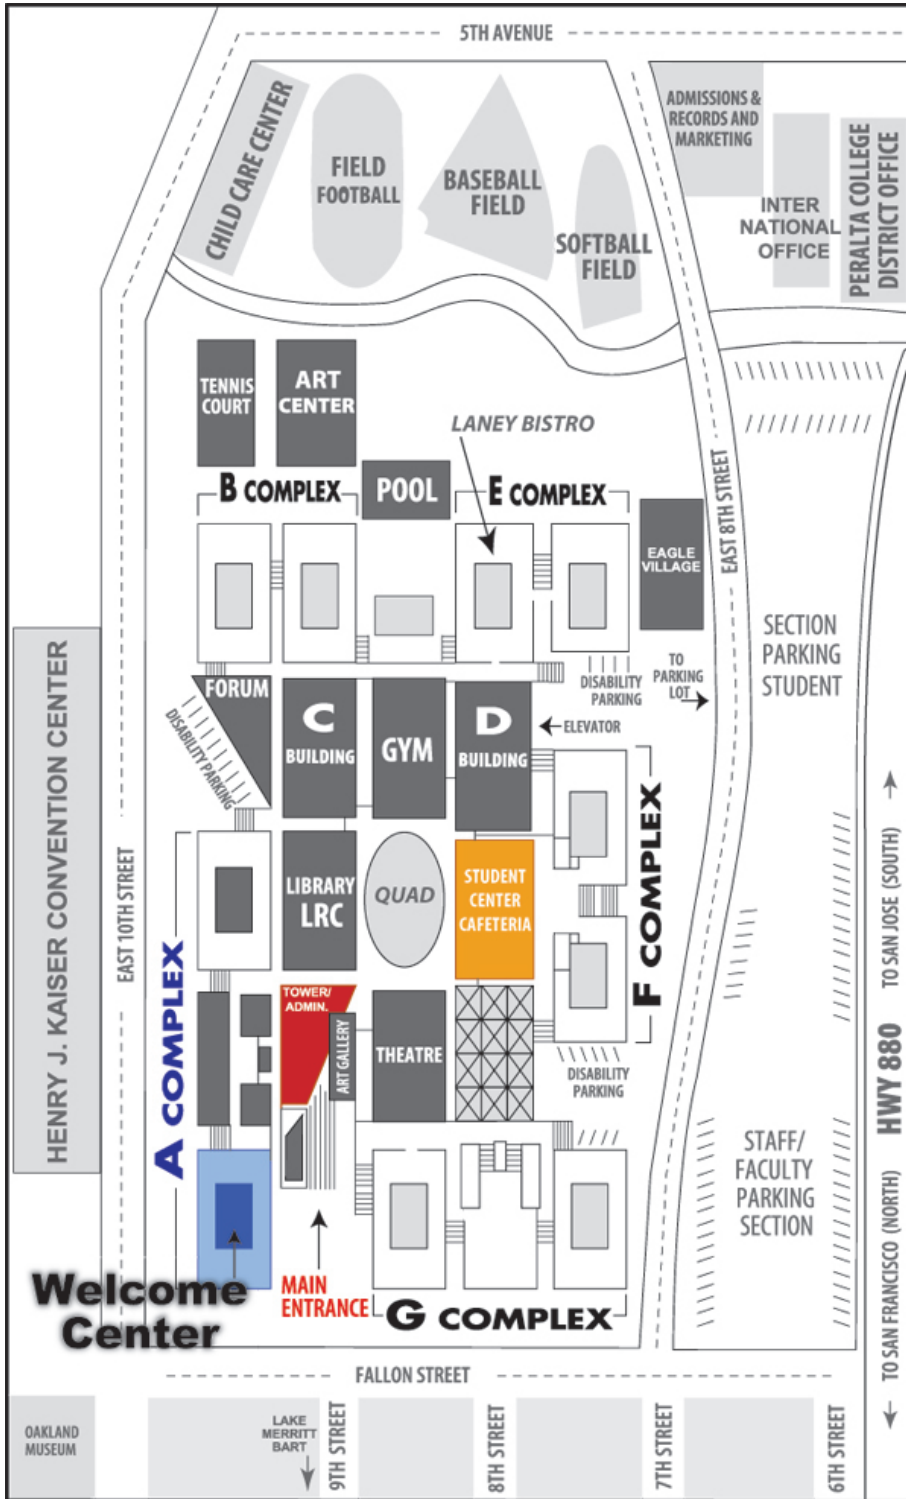 5TH AVENUE
CHILD CARE CENTER
FIELD
FOOTBALL
BASEBALL
FIELD
SOFTBALL
FIELD
ADMISSIONS &
RECORDS AND
MARKETING
INTER
NATIONAL
OFFICE
PERALTA COLLEGE
DISTRICT OFFICE
TENNIS
COURT
ART
CENTER
LANEY BISTRO
B COMPLEX
POOL
E COMPLEX
EAGLE
VILLAGE
EAST 8TH STREET
SECTION
PARKING
STUDENT
HENRY J. KAISER CONVENTION CENTER
EAST 10TH STREET
FORUM
DISABILITY PARKING
C
BUILDING
GYM
D
BUILDING
ELEVATOR
DISABILITY
PARKING
TO
PARKING
LOT
A COMPLEX
LIBRARY
LRC
QUAD
STUDENT
CENTER
CAFETERIA
F COMPLEX
TO SAN JOSE (SOUTH)
HWY 880
TO SAN FRANCISCO (NORTH)
TOWER/
ADMIN.
ART GALLERY
THEATRE
DISABILITY
PARKING
STAFF/
FACULTY
PARKING
SECTION
Welcome
Center
MAIN
ENTRANCE
G COMPLEX
FALLON STREET
OAKLAND
MUSEUM
LAKE
MERRITT
BART
9TH STREET
8TH STREET
7TH STREET
6TH STREET